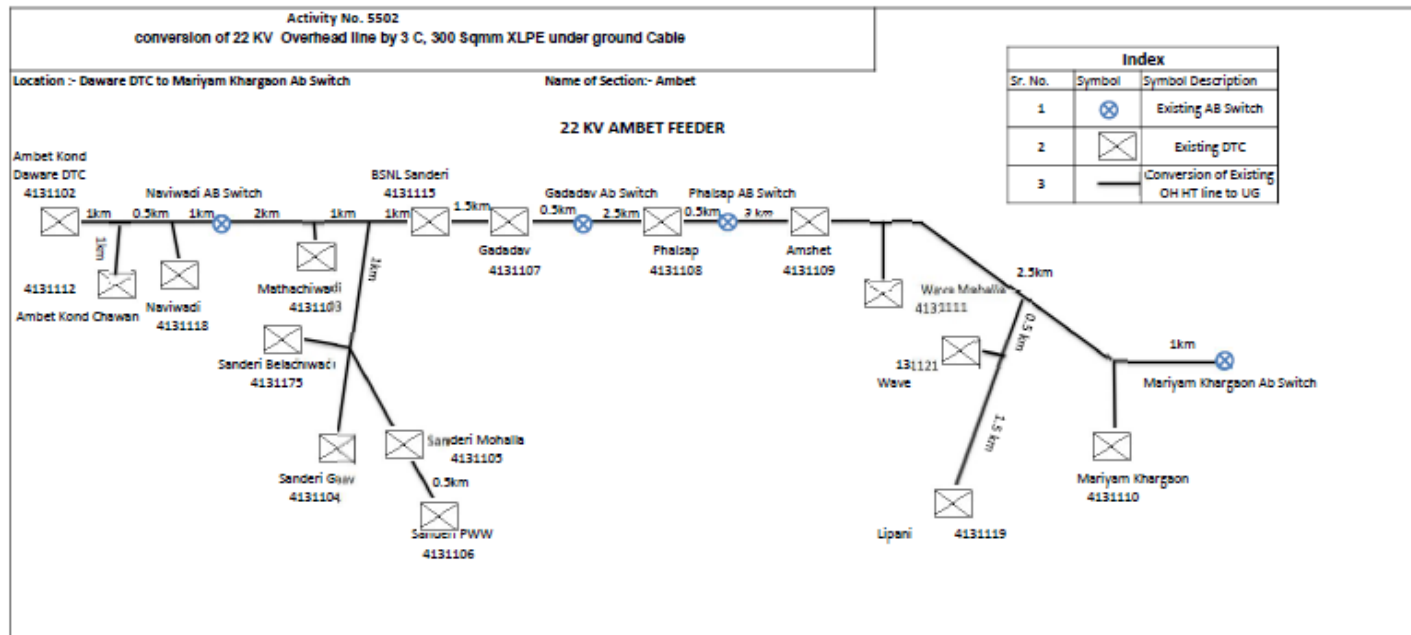 Activity No. 5502
conversion of 22 KV Overhead line by 3 C, 300 Sqmm XLPE under ground Cable
Location :- Daware DTC to Mariyam Khargaon Ab Switch
Name of Section:- Ambet
Index
Sr. No. Symbol Symbol Description
1 Existing AB Switch
2 Existing DTC
3 Conversion of Existing
OH HT line to UG
22 KV AMBET FEEDER
Ambet Kond
Daware DTC
4131102
Naviwadi AB Switch
BSNL Sanderi
4131115
Gadadav Ab Switch
Phalsap AB Switch
1km
0.5km
1km
2km
1km
1km
1.5km
0.5km
2.5km
0.5km
3 km
1km
4131112
Ambet Kond Chawan
Naviwadi
4131118
Mathachiwadi
4131103
1km
Gadadav
4131107
Phalsap
4131108
Amshet
4131109
2.5km
Wave Mohalla
4131111
0.5 km
131121
Wave
1km
Mariyam Khargaon Ab Switch
Sanderi Belachiwadi
4131175
Sanderi Gaav
4131104
Sanderi Mohalla
4131105
0.5km
Sanderi PWW
4131106
1.5 km
Lipani
4131119
Mariyam Khargaon
4131110